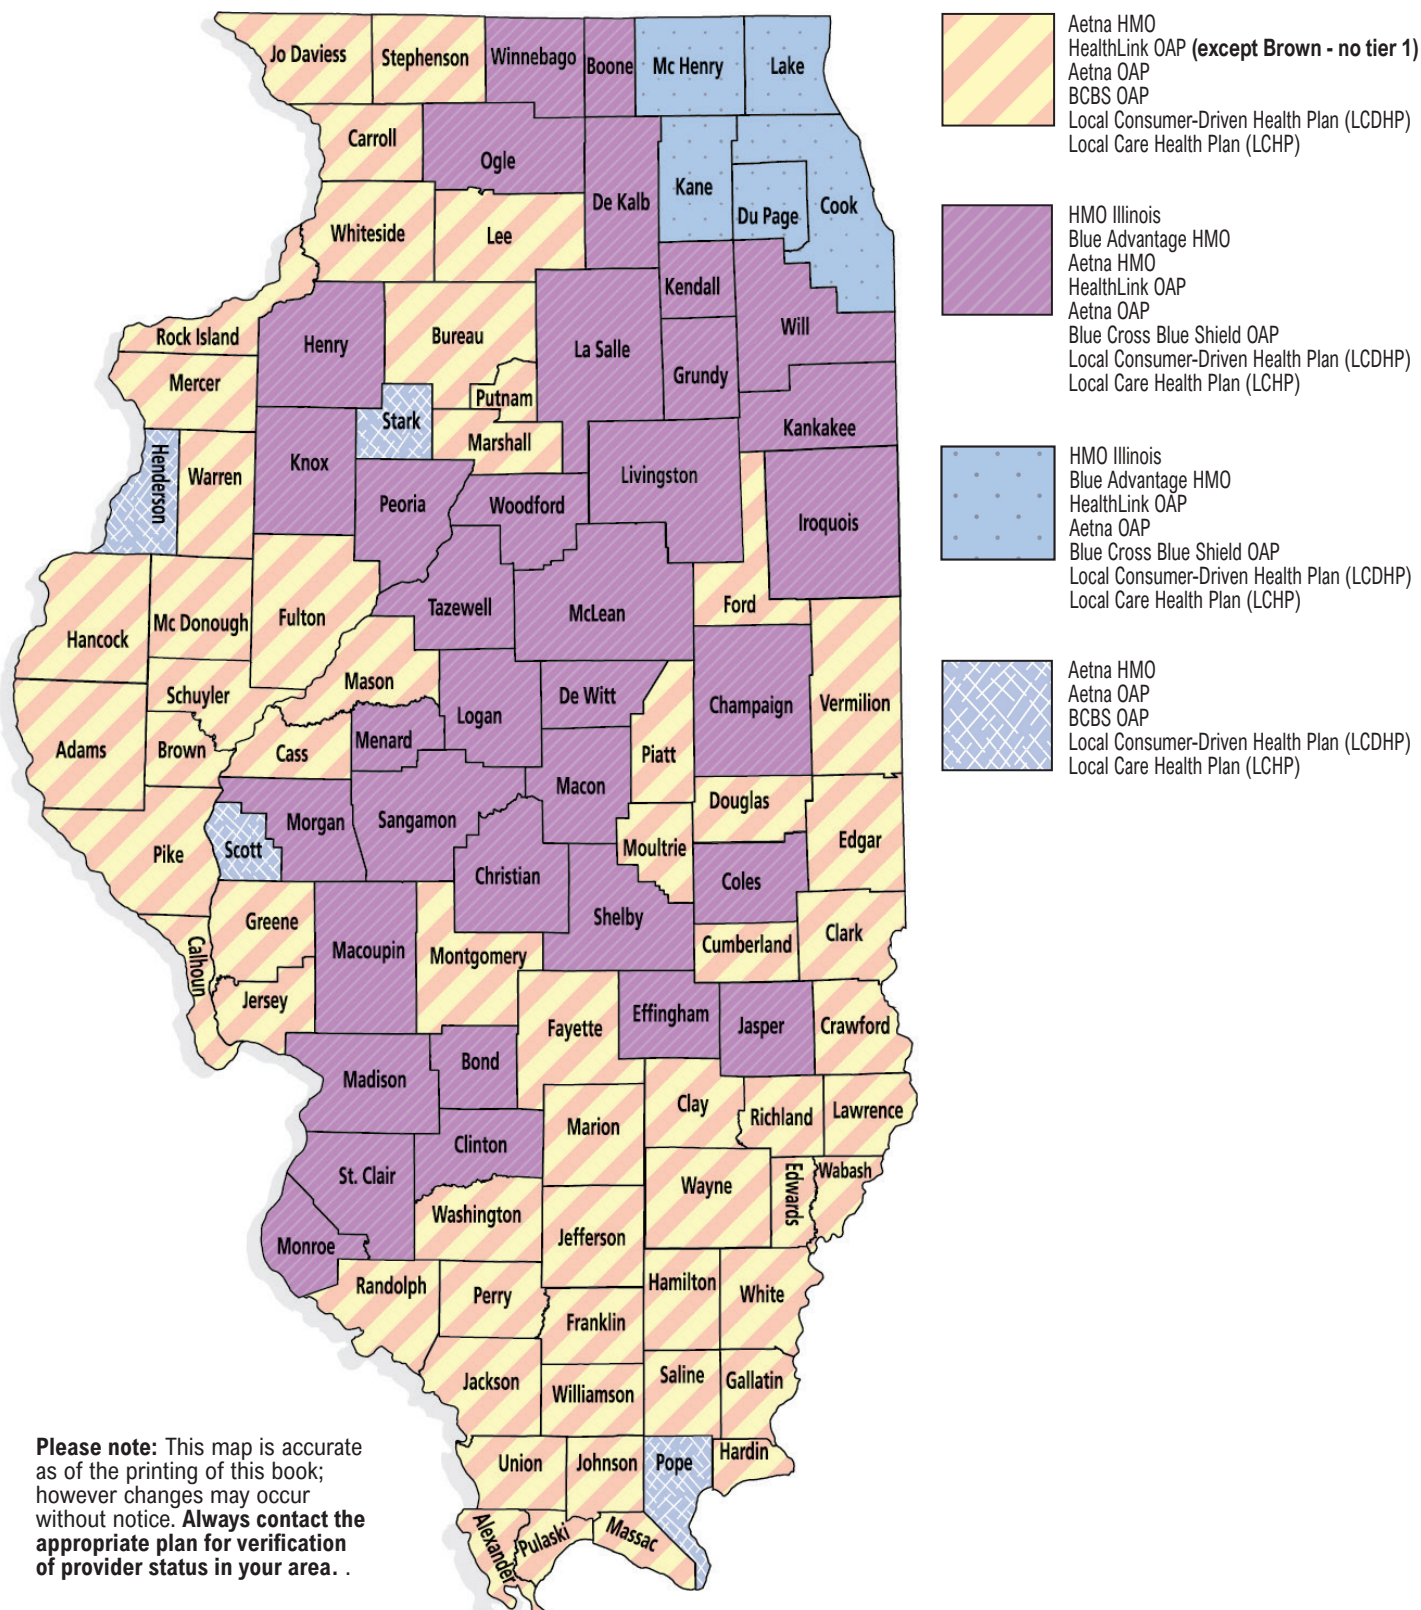 Jo Daviess
Stephenson
Winnebago
Boone
Mc Henry
Lake
Carroll
Ogle
De Kalb
Kane
Du Page
Cook
Whiteside
Lee
Kendall
Will
Rock Island
Henry
Bureau
La Salle
Grundy
Mercer
Putnam
Stark
Kankakee
Marshall
Henderson
Warren
Knox
Peoria
Woodford
Livingston
Iroquois
Hancock
Mc Donough
Fulton
Tazewell
McLean
Ford
Schuyler
Mason
Logan
De Witt
Champaign
Vermilion
Adams
Brown
Cass
Menard
Piatt
Macon
Douglas
Pike
Scott
Morgan
Sangamon
Christian
Moultrie
Edgar
Coles
Shelby
Greene
Calhoun
Macoupin
Montgomery
Cumberland
Clark
Jersey
Fayette
Effingham
Jasper
Crawford
Madison
Bond
Marion
Clay
Richland
Lawrence
St. Clair
Clinton
Wayne
Edwards
Wabash
Washington
Jefferson
Monroe
Randolph
Perry
Hamilton
White
Franklin
Jackson
Williamson
Saline
Gallatin
Union
Johnson
Pope
Hardin
Alexander
Pulaski
Massac
Aetna HMO
HealthLink OAP (except Brown - no tier 1)
Aetna OAP
BCBS OAP
Local Consumer-Driven Health Plan (LCDHP)
Local Care Health Plan (LCHP)
HMO Illinois
Blue Advantage HMO
Aetna HMO
HealthLink OAP
Aetna OAP
Blue Cross Blue Shield OAP
Local Consumer-Driven Health Plan (LCDHP)
Local Care Health Plan (LCHP)
HMO Illinois
Blue Advantage HMO
HealthLink OAP
Aetna OAP
Blue Cross Blue Shield OAP
Local Consumer-Driven Health Plan (LCDHP)
Local Care Health Plan (LCHP)
Aetna HMO
Aetna OAP
BCBS OAP
Local Consumer-Driven Health Plan (LCDHP)
Local Care Health Plan (LCHP)
Please note: This map is accurate
as of the printing of this book;
however changes may occur
without notice. Always contact the
appropriate plan for verification
of provider status in your area. .